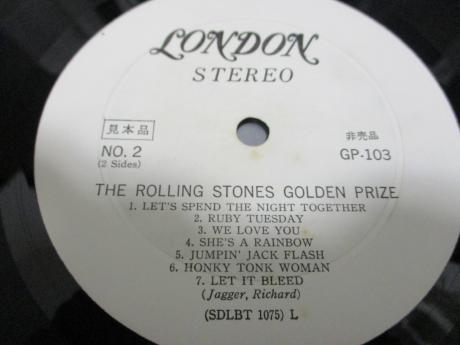 LONDON
STEREO
見本品
非売品
NO. 2
GP-103
(2 Sides)
THE ROLLING STONES GOLDEN PRIZE
1. LET'S SPEND THE NIGHT TOGETHER
2. RUBY TUESDAY
3. WE LOVE YOU
4. SHE'S A RAINBOW
5. JUMPIN' JACK FLASH
6. HONKY TONK WOMAN
7. LET IT BLEED
(Jagger, Richard)
(SDLBT 1075) L